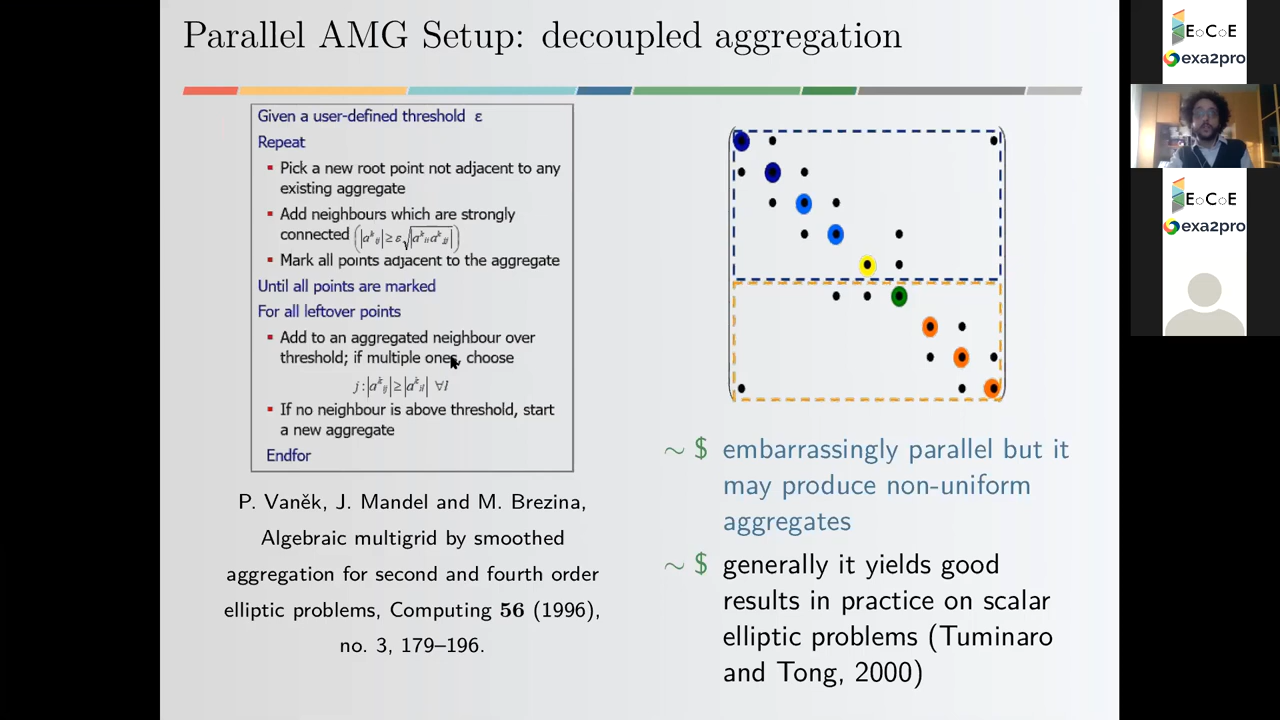 Parallel AMG Setup: decoupled aggregation
Given a user-defined threshold ε
Repeat
Pick a new root point not adjacent to any
existing aggregate
Add neighbours which are strongly
connected (|a^k_ij| ≥ ε√|a^k_ii a^k_jj|)
Mark all points adjacent to the aggregate
Until all points are marked
For all leftover points
Add to an aggregated neighbour over
threshold; if multiple ones, choose
If no neighbour is above threshold, start
a new aggregate
Endfor
P. Vaněk, J. Mandel and M. Brezina,
Algebraic multigrid by smoothed
aggregation for second and fourth order
elliptic problems, Computing 56 (1996),
no. 3, 179–196.
~ $ embarrassingly parallel but it
may produce non-uniform
aggregates
~ $ generally it yields good
results in practice on scalar
elliptic problems (Tuminaro
and Tong, 2000)
EoCoE
exa2pro
EoCoE
exa2pro